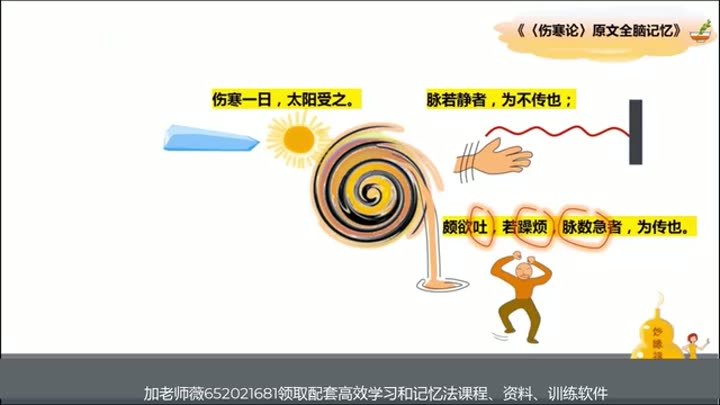 《〈伤寒论〉原文全脑记忆》
伤寒一日，太阳受之。
脉若静者，为不传也；
颇欲吐，若躁烦，脉数急者，为传也。
加老师薇652021681领取配套高效学习和记忆法课程、资料、训练软件